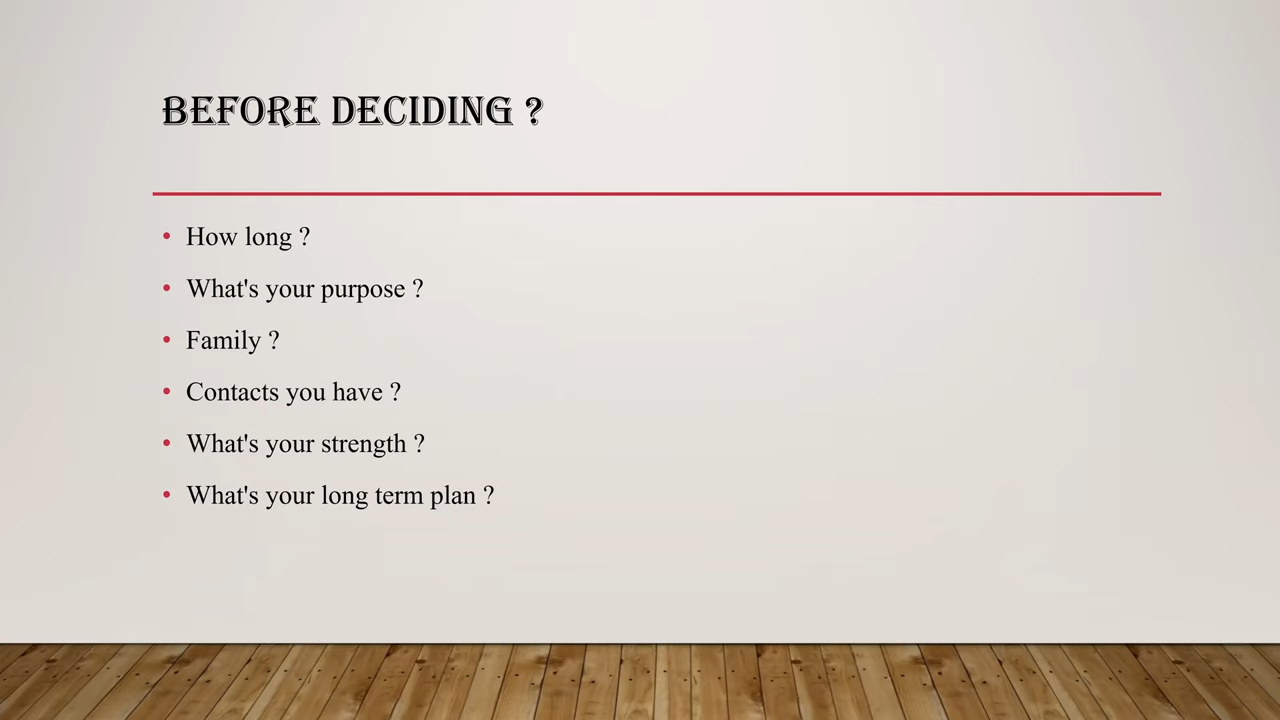 BEFORE DECIDING ?
How long ?
What's your purpose ?
Family ?
Contacts you have ?
What's your strength ?
What's your long term plan ?